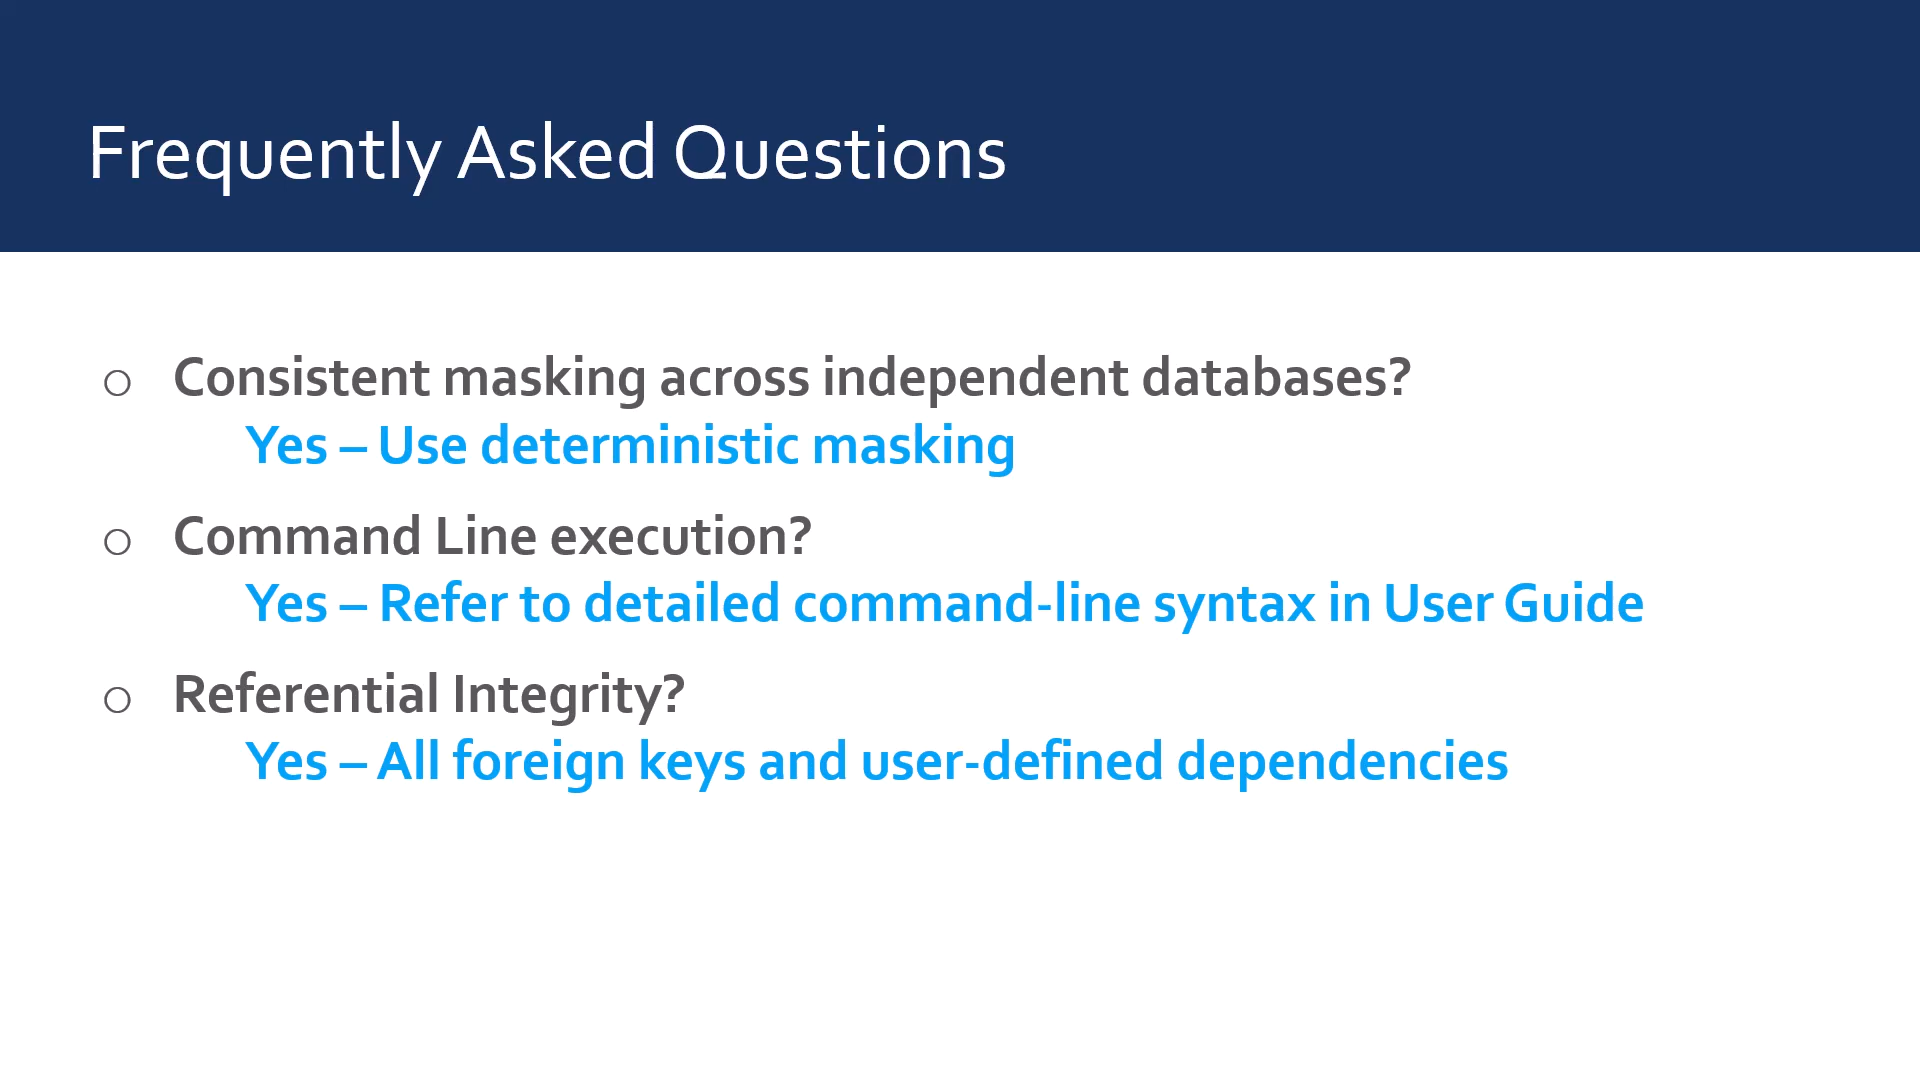 Frequently Asked Questions
o Consistent masking across independent databases?
Yes – Use deterministic masking
o Command Line execution?
Yes – Refer to detailed command-line syntax in User Guide
o Referential Integrity?
Yes – All foreign keys and user-defined dependencies